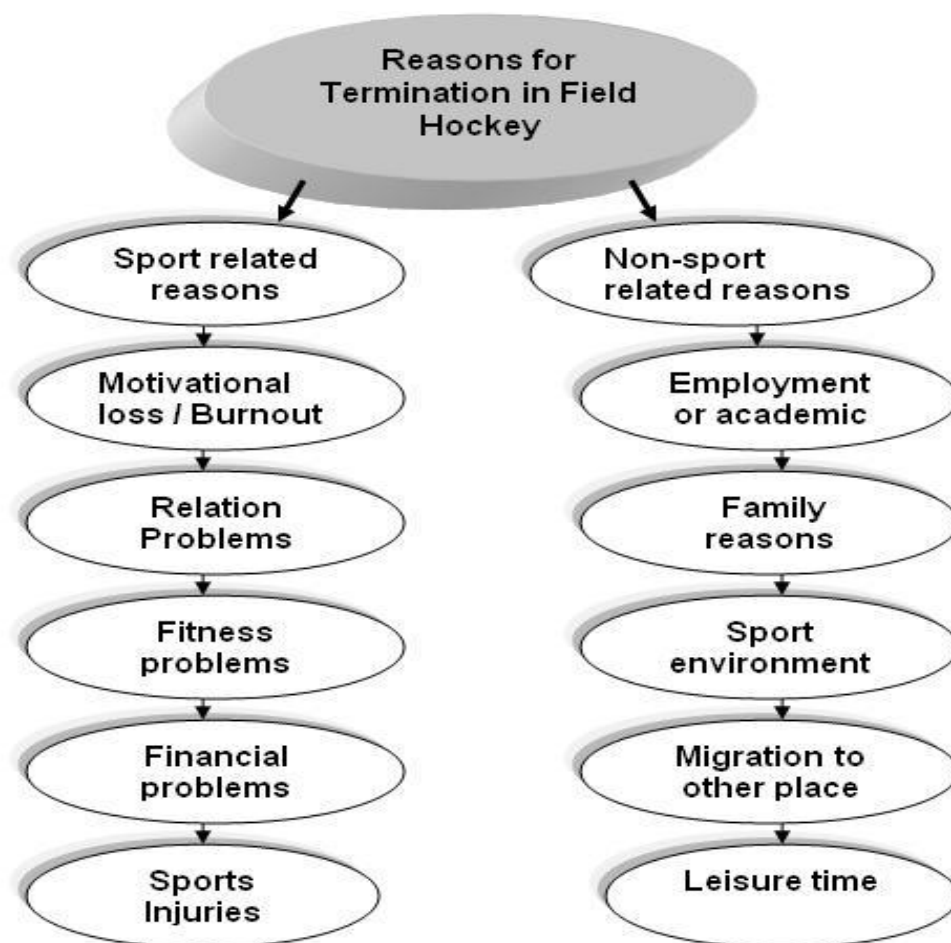 Reasons for
Termination in Field
Hockey
Sport related
reasons
Motivational
loss / Burnout
Relation
Problems
Fitness
problems
Financial
problems
Sports
Injuries
Non-sport
related reasons
Employment
or academic
Family
reasons
Sport
environment
Migration to
other place
Leisure time